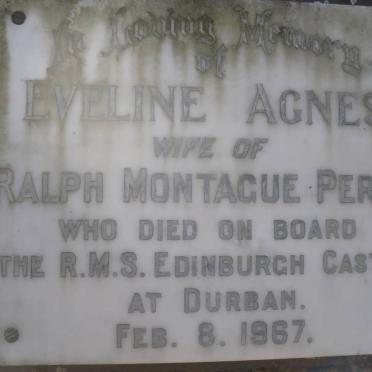 In Loving Memory
of
EVELINE AGNES
WIFE OF
RALPH MONTAGUE PER
WHO DIED ON BOARD
THE R.M.S. EDINBURGH CAST
AT DURBAN.
FEB. 8. 1967.